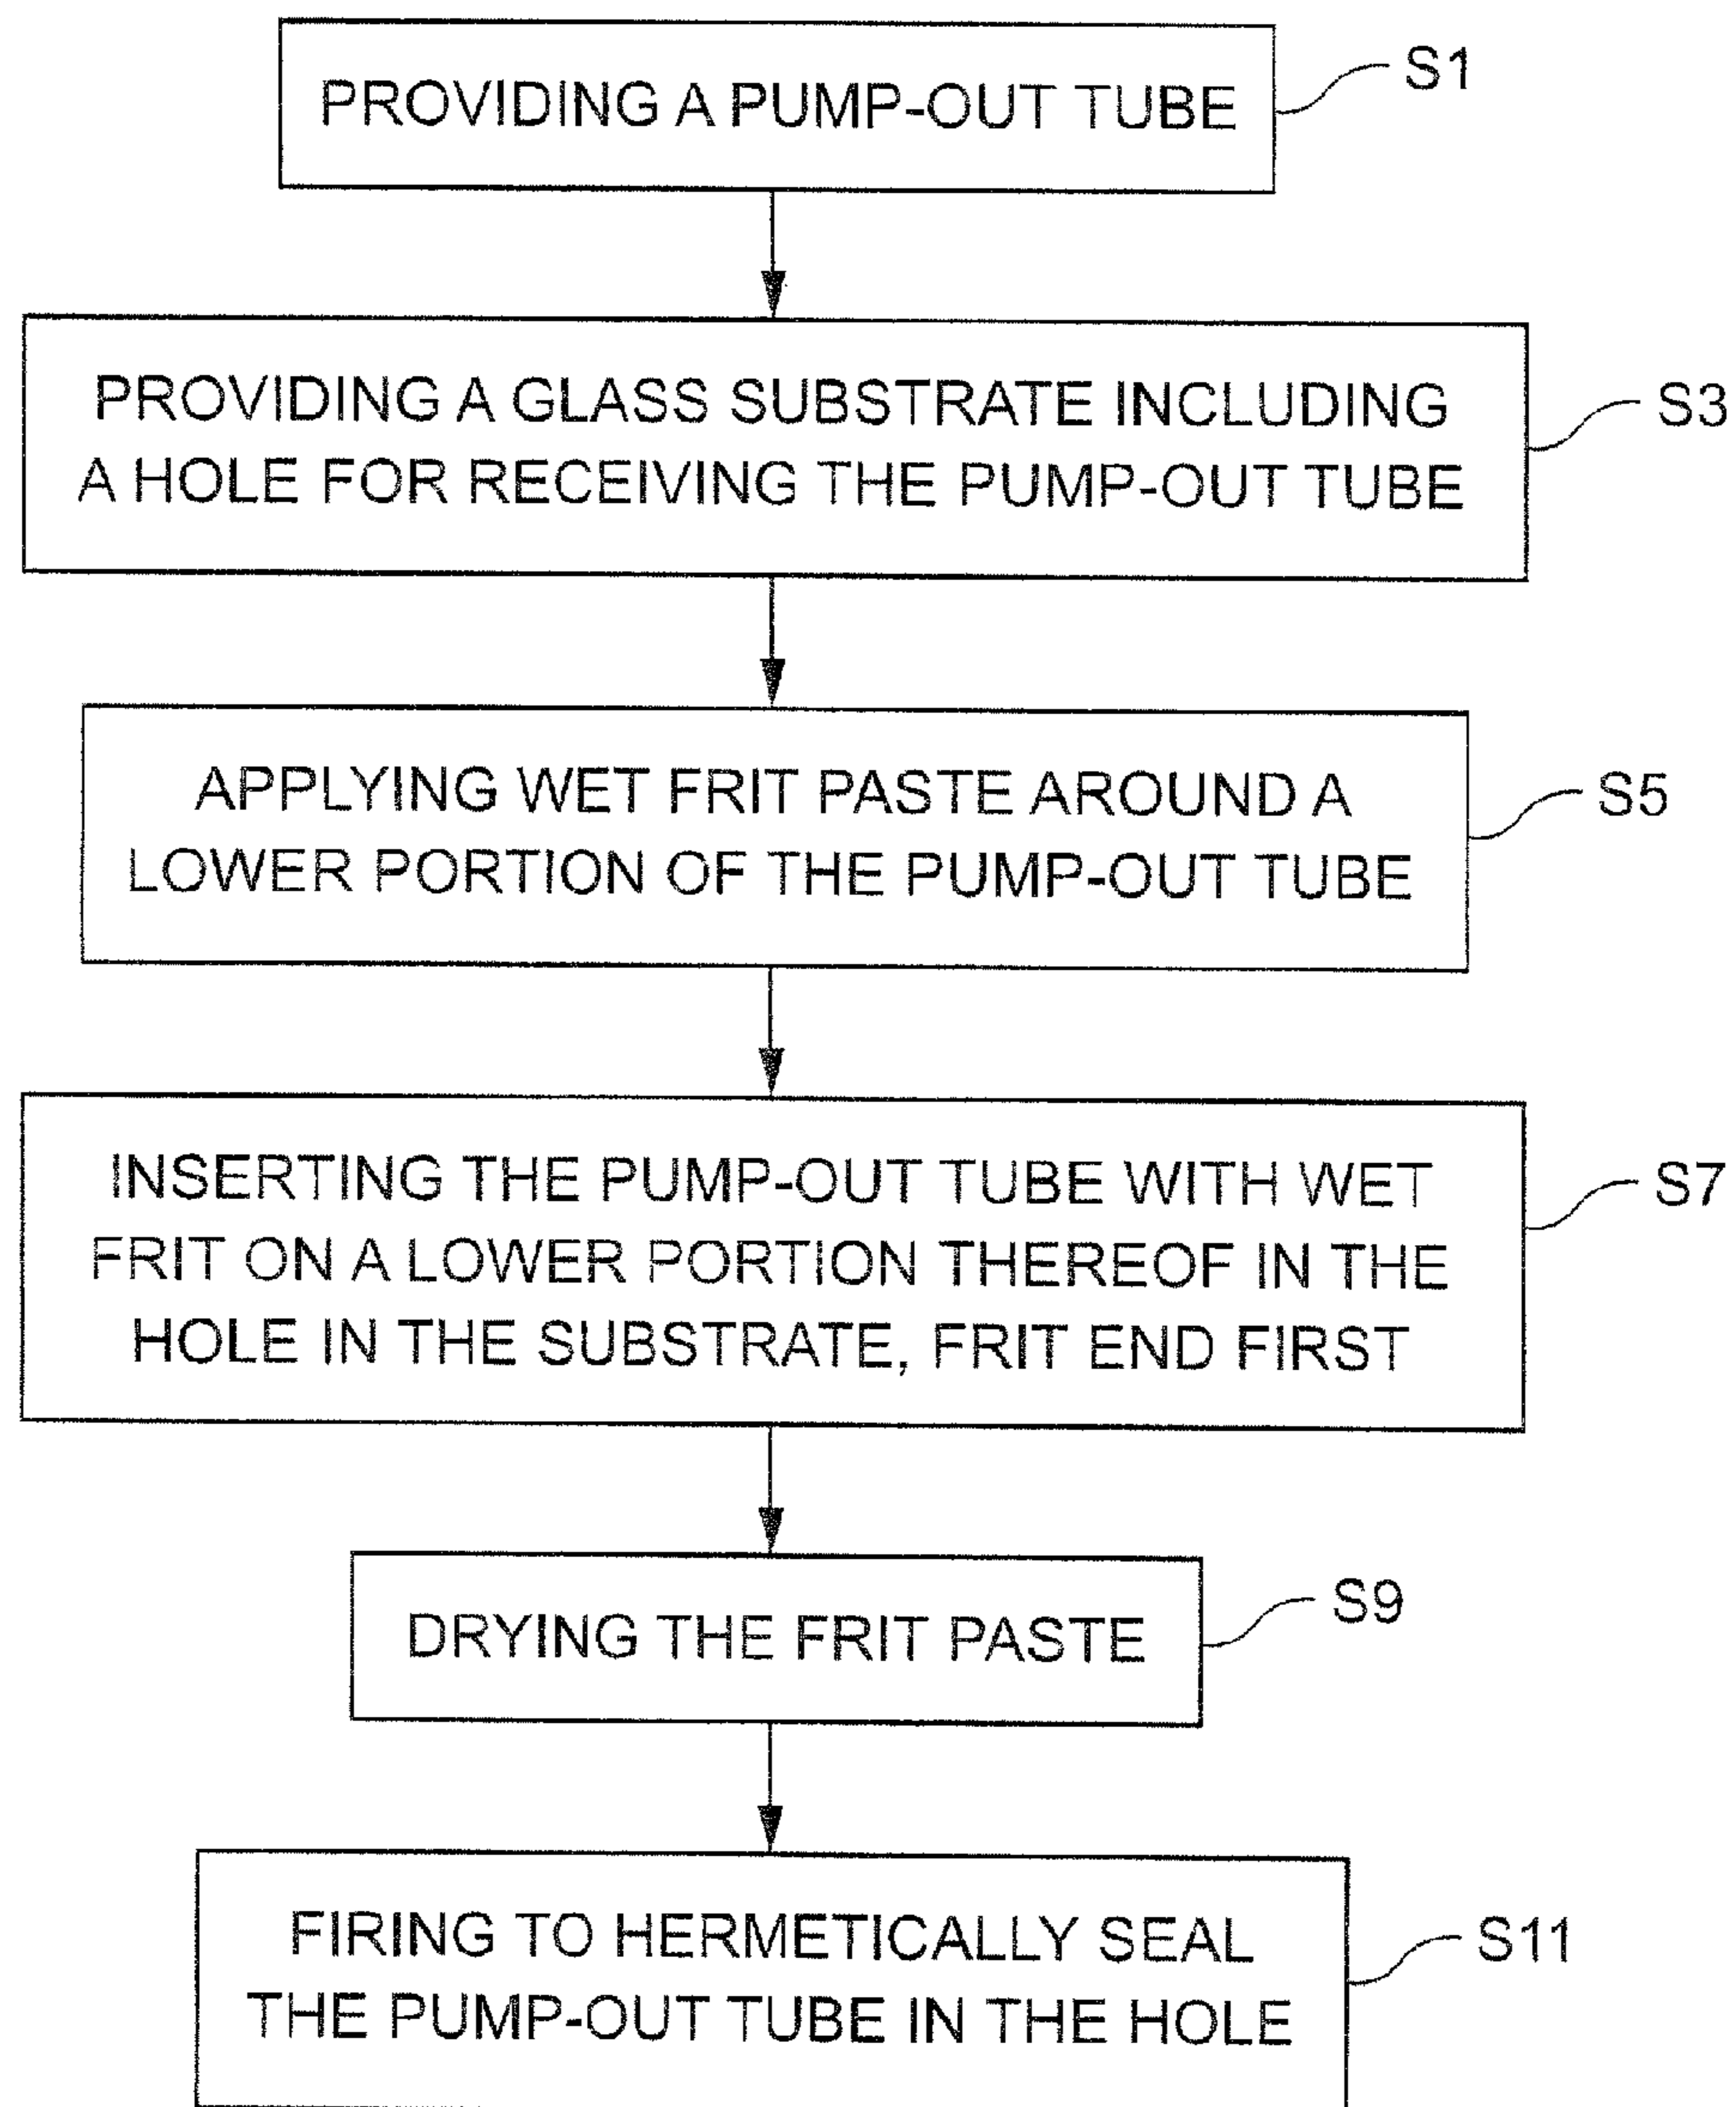 PROVIDING A PUMP-OUT TUBE
S1
PROVIDING A GLASS SUBSTRATE INCLUDING
A HOLE FOR RECEIVING THE PUMP-OUT TUBE
S3
APPLYING WET FRIT PASTE AROUND A
LOWER PORTION OF THE PUMP-OUT TUBE
S5
INSERTING THE PUMP-OUT TUBE WITH WET
FRIT ON A LOWER PORTION THEREOF IN THE
HOLE IN THE SUBSTRATE, FRIT END FIRST
S7
DRYING THE FRIT PASTE
S9
FIRING TO HERMETICALLY SEAL
THE PUMP-OUT TUBE IN THE HOLE
S11